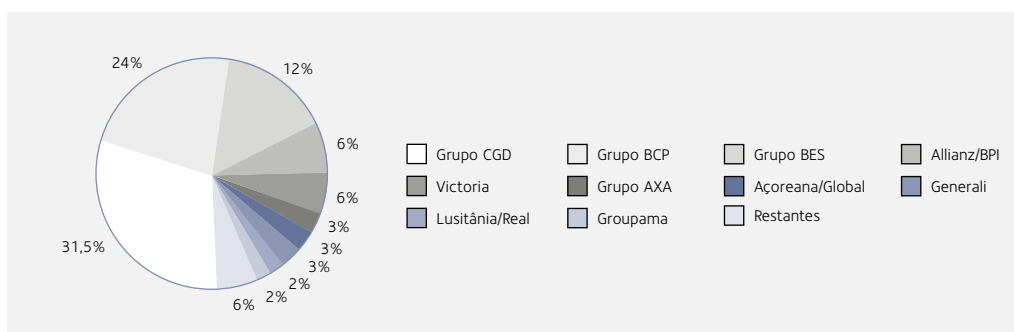 24%
12%
6%
6%
3%
3%
3%
2%
2%
6%
31,5%
Grupo CGD
Grupo BCP
Grupo BES
Allianz/BPI
Victoria
Grupo AXA
Açoreana/Global
Generali
Lusitânia/Real
Groupama
Restantes